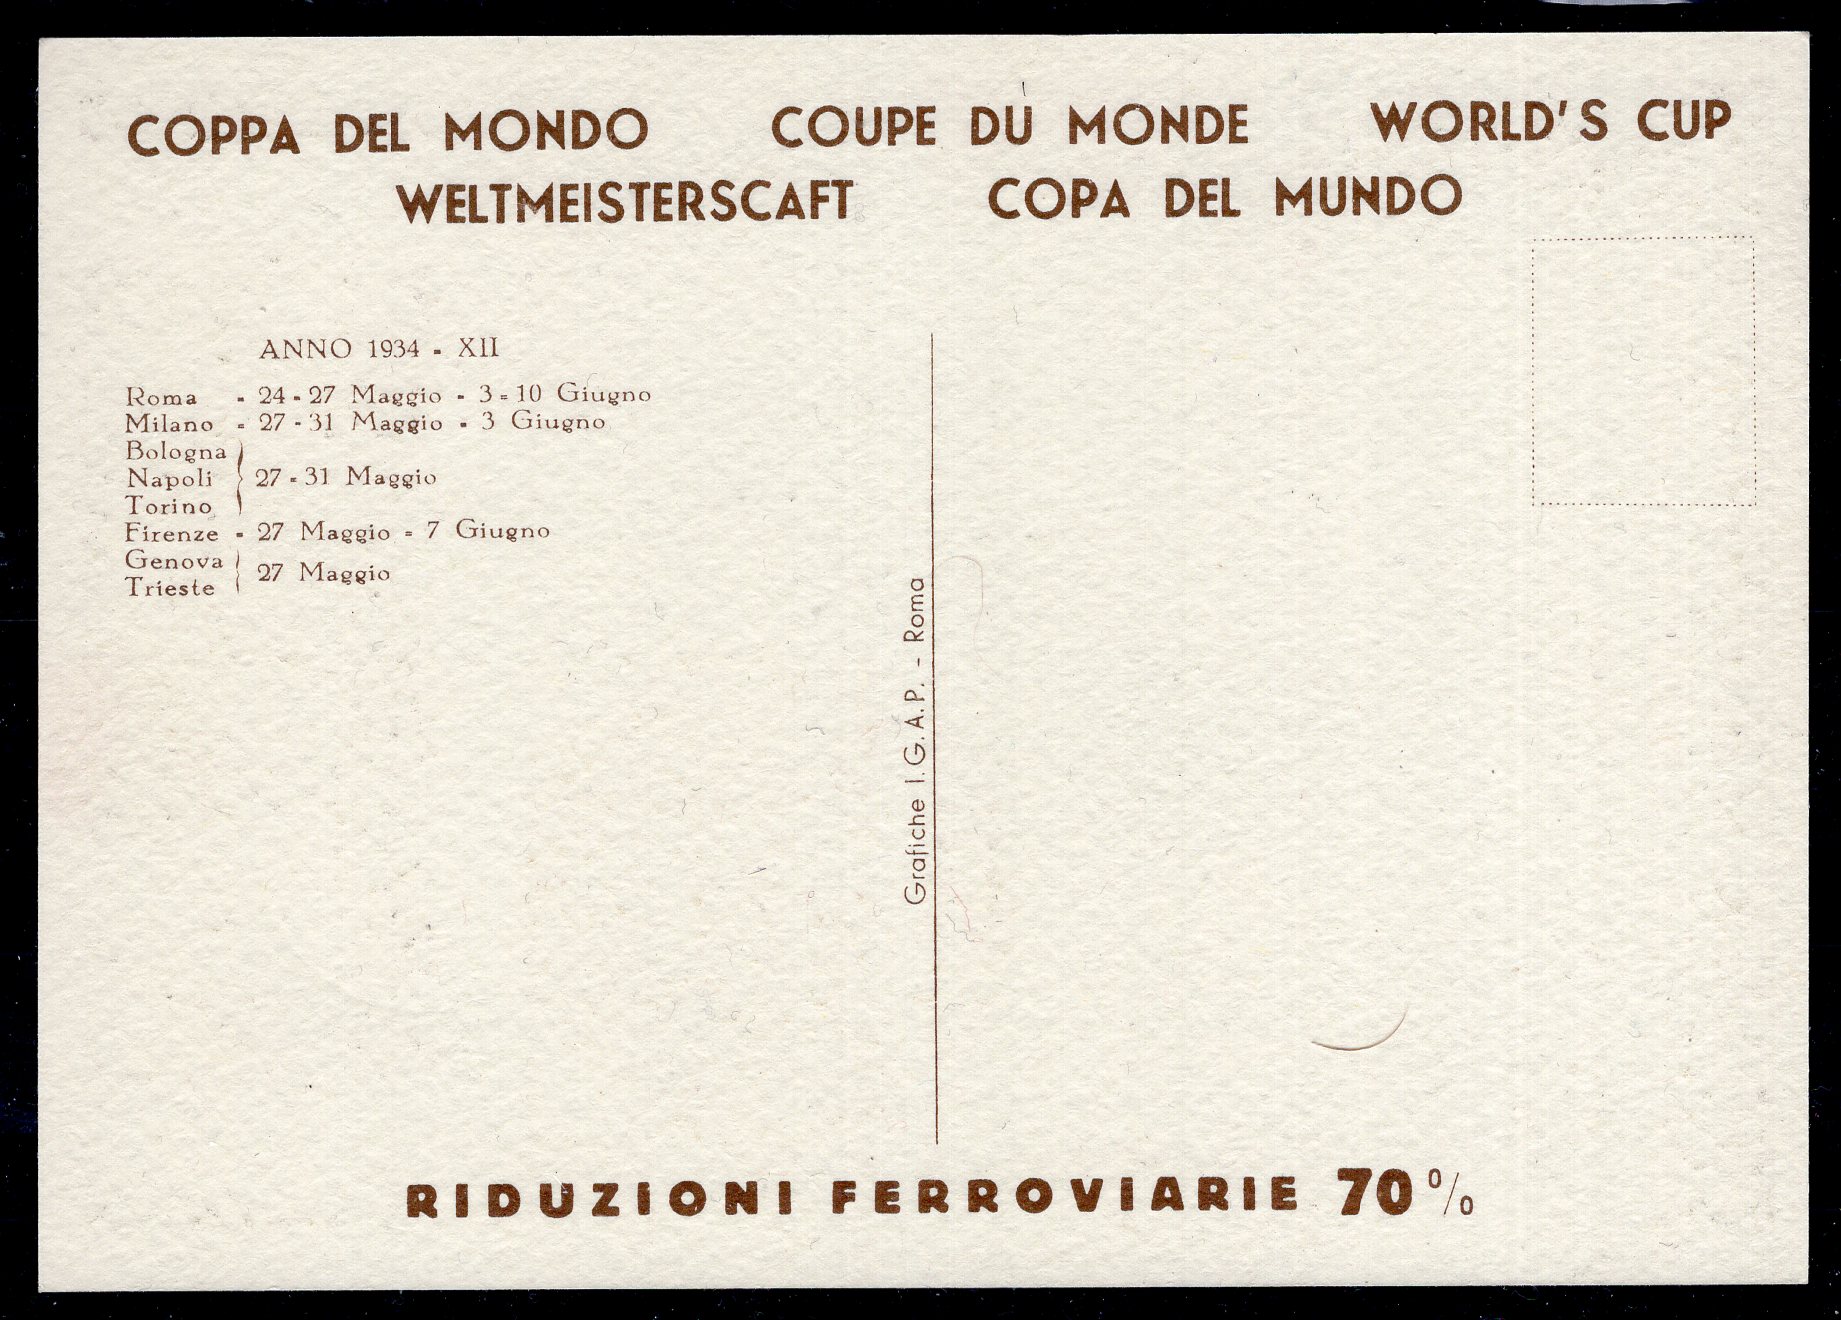 COPPA DEL MONDO COUPE DU MONDE WORLD'S CUP
WELTMEISTERSCAFT COPA DEL MUNDO
ANNO 1934 - XII
Roma - 24 - 27 Maggio - 3 - 10 Giugno
Milano - 27 - 31 Maggio - 3 Giugno
Bologna
Napoli 27 - 31 Maggio
Torino
Firenze - 27 Maggio - 7 Giugno
Genova
Trieste
27 Maggio
Grafiche I.G.A.P. - Roma
RIDUZIONI FERROVIARIE 70%